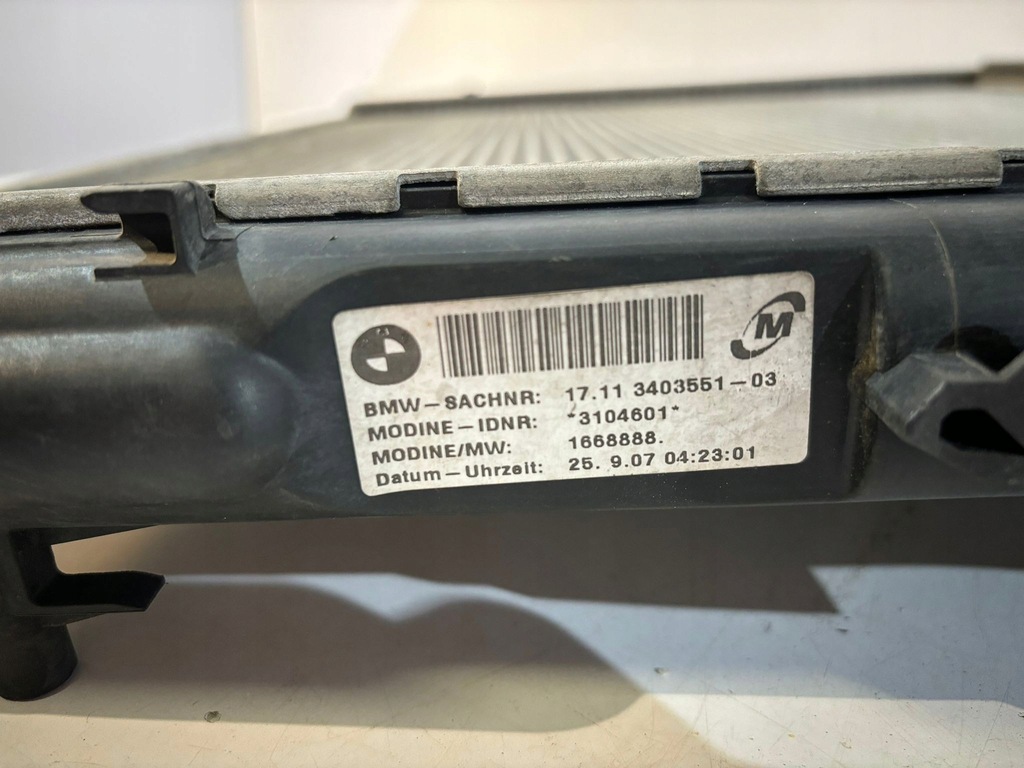 M
BMW-SACHNR: 17.11 3403551-03
MODINE-IDNR: *3104601*
MODINE/MW: 1668888.
Datum-Uhrzeit: 25. 9.07 04:23:01